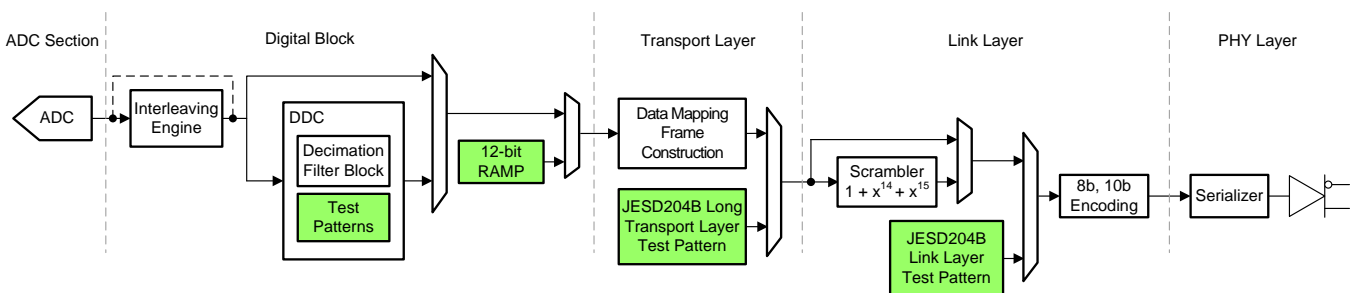 ADC Section
Digital Block
Transport Layer
Link Layer
PHY Layer
ADC
Interleaving
Engine
DDC
Decimation
Filter Block
Test
Patterns
12-bit
RAMP
Data Mapping
Frame
Construction
JESD204B Long
Transport Layer
Test Pattern
Scrambler
1 + x¹⁴ + x¹⁵
JESD204B
Link Layer
Test Pattern
8b, 10b
Encoding
Serializer